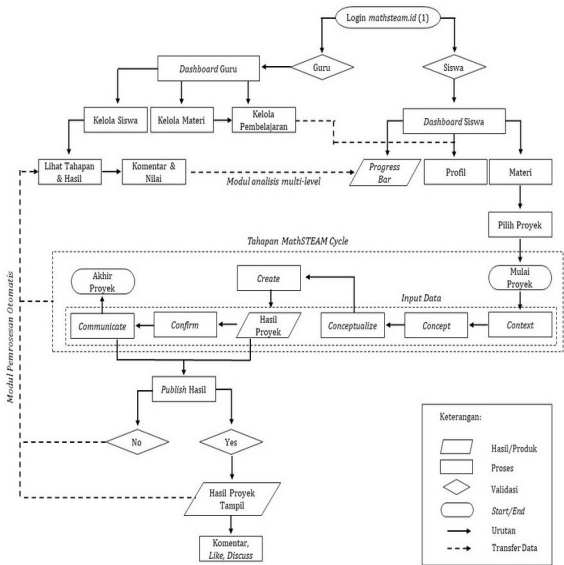 Login mathsteam.id (1)
Guru
Siswa
Dashboard Guru
Kelola Siswa
Kelola Materi
Kelola
Pembelajaran
Dashboard Siswa
Lihat Tahapan
& Hasil
Komentar &
Nilai
Modul analisis multi-level
Progress
Bar
Profil
Materi
Pilih Proyek
Tahapan MathSTEAM Cycle
Akhir
Proyek
Create
Mulai
Proyek
Input Data
Communicate
Confirm
Hasil
Proyek
Conceptualize
Concept
Context
Modul Pemrosesan Otomatis
Publish Hasil
No
Yes
Hasil Proyek
Tampil
Komentar,
Like, Discuss
Keterangan:
Hasil/Produk
Proses
Validasi
Start/End
Urutan
Transfer Data